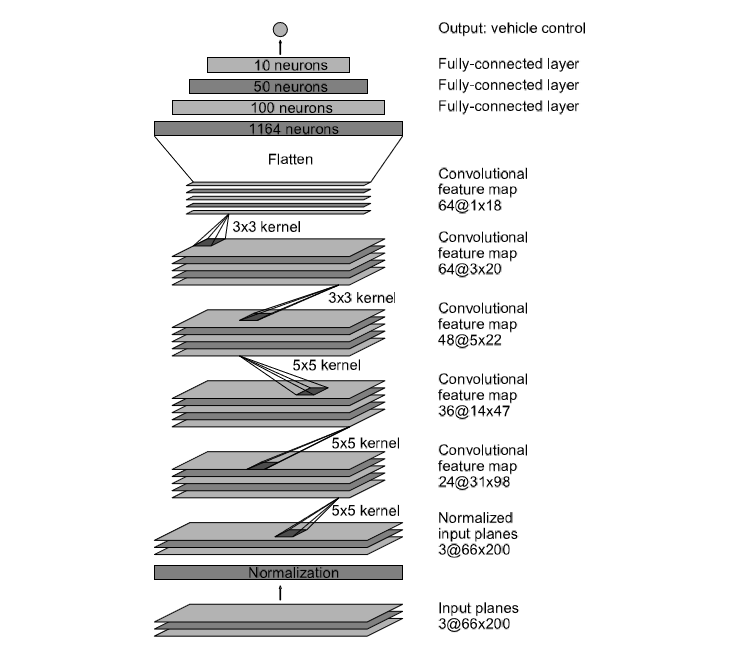 Output: vehicle control
10 neurons
Fully-connected layer
50 neurons
Fully-connected layer
100 neurons
Fully-connected layer
1164 neurons
Flatten
Convolutional
feature map
64@1x18
3x3 kernel
Convolutional
feature map
64@3x20
3x3 kernel
Convolutional
feature map
48@5x22
5x5 kernel
Convolutional
feature map
36@14x47
5x5 kernel
Convolutional
feature map
24@31x98
5x5 kernel
Normalized
input planes
3@66x200
Normalization
Input planes
3@66x200